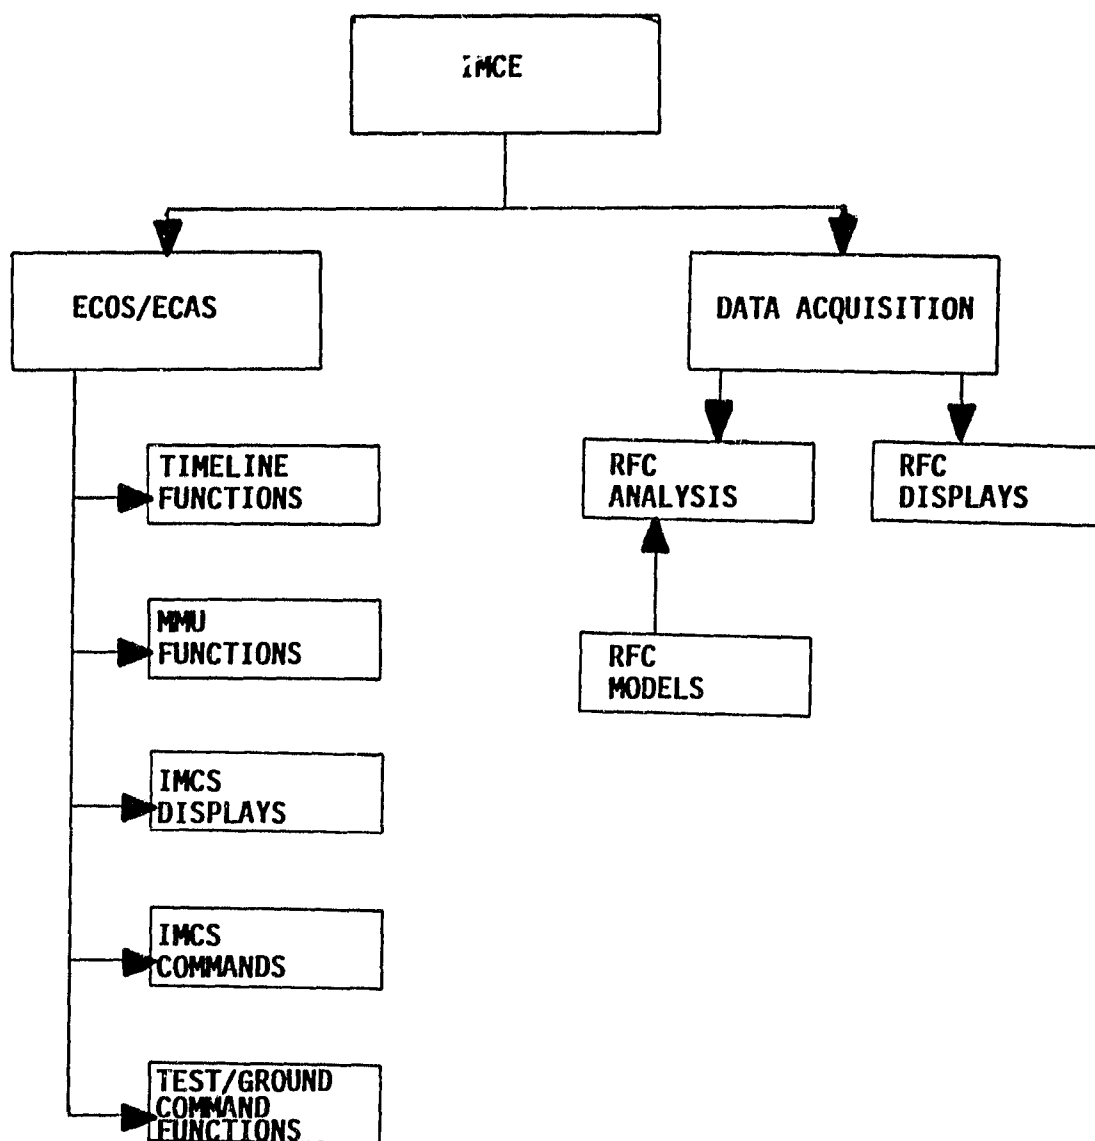 IMCE
ECOS/ECAS
DATA ACQUISITION
TIMELINE
FUNCTIONS
MMU
FUNCTIONS
IMCS
DISPLAYS
IMCS
COMMANDS
TEST/GROUND
COMMAND
FUNCTIONS
RFC
ANALYSIS
RFC
DISPLAYS
RFC
MODELS